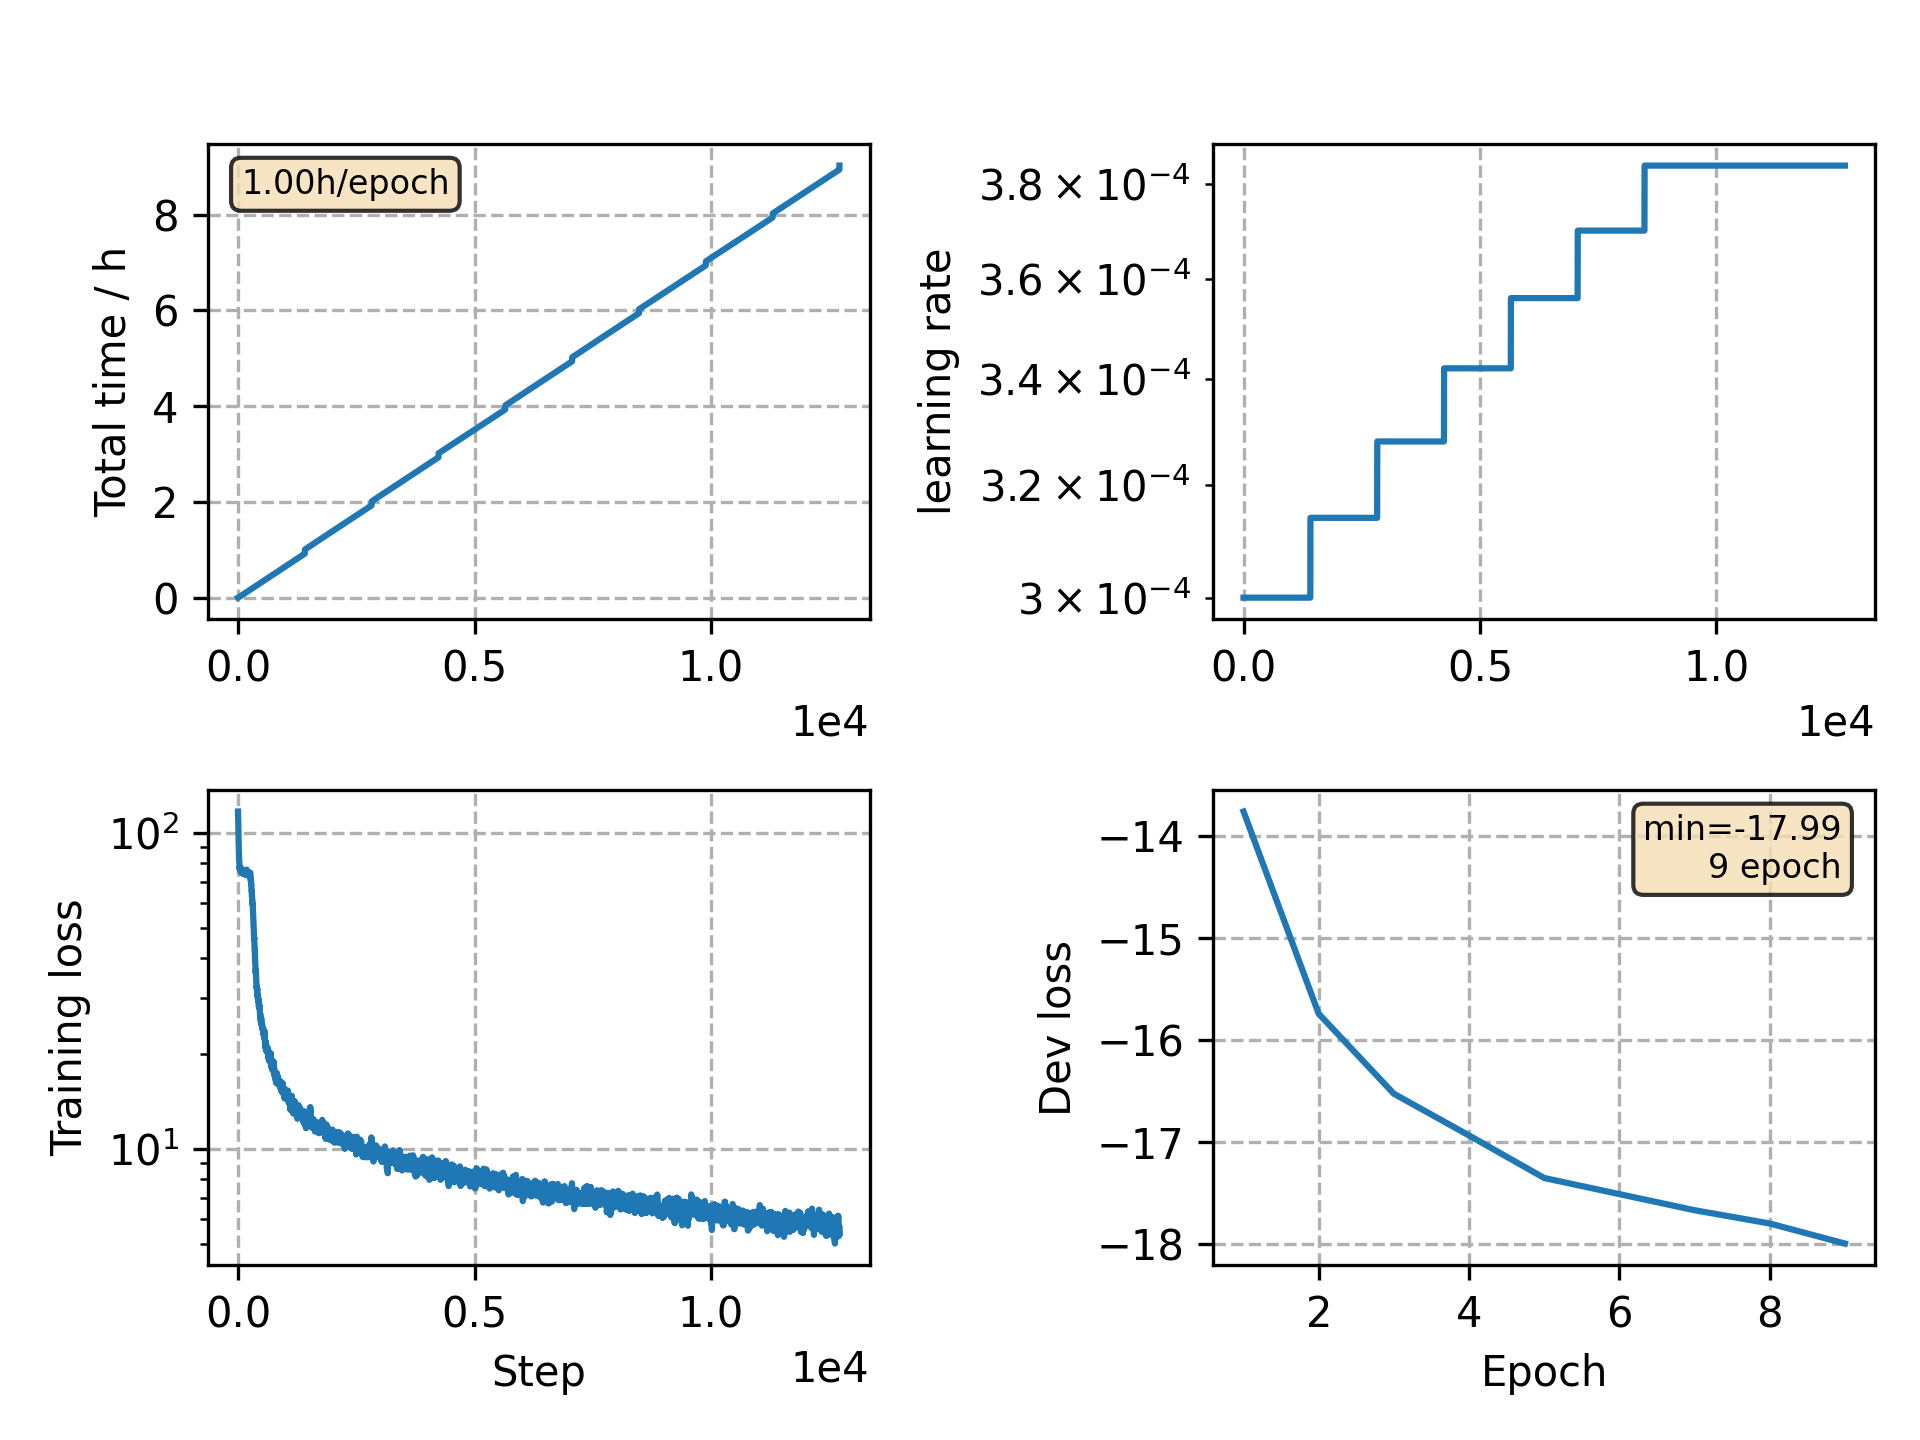 1.00h/epoch
Total time / h
8
6
4
2
0
0.0 0.5 1.0
1e4
learning rate
3.8 × 10⁻⁴
3.6 × 10⁻⁴
3.4 × 10⁻⁴
3.2 × 10⁻⁴
3 × 10⁻⁴
0.0 0.5 1.0
1e4
Training loss
10²
10¹
0.0 0.5 1.0
Step
1e4
min=-17.99
9 epoch
Dev loss
−14
−15
−16
−17
−18
2 4 6 8
Epoch